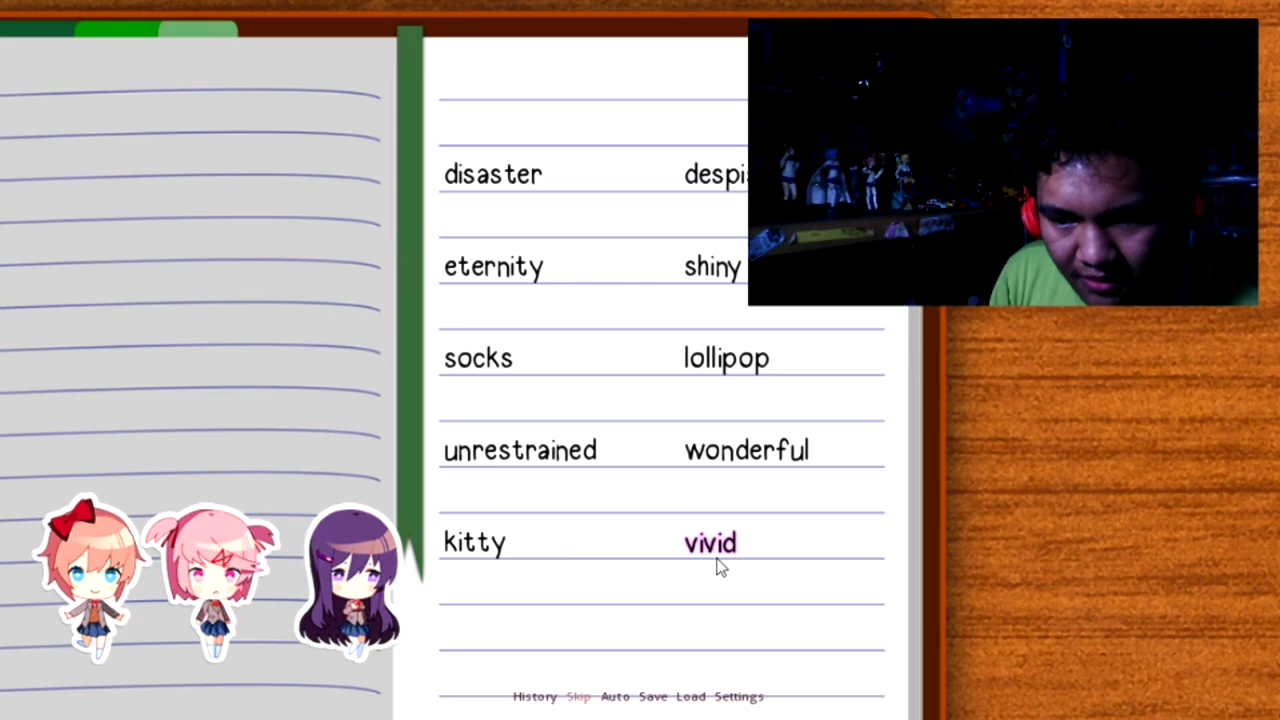 disaster
eternity shiny
socks lollipop
unrestrained wonderful
kitty vivid
History Skip Auto Save Load Settings